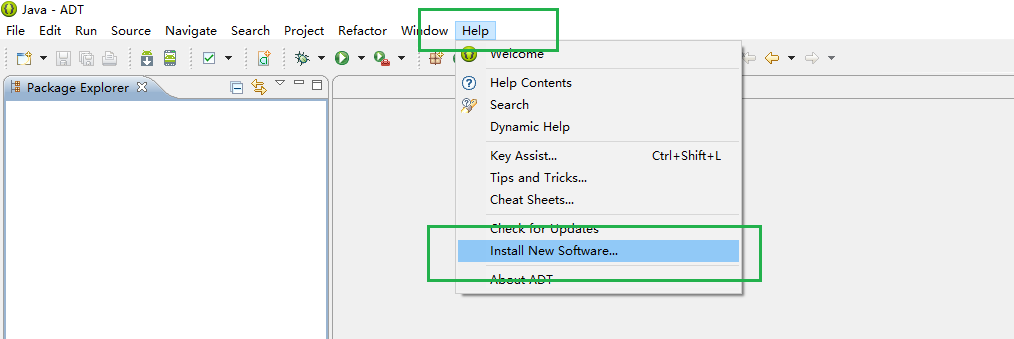 Java - ADT
File Edit Run Source Navigate Search Project Refactor Window Help
Package Explorer
Welcome
Help Contents
Search
Dynamic Help
Key Assist... Ctrl+Shift+L
Tips and Tricks...
Cheat Sheets...
Check for Updates
Install New Software...
About ADT